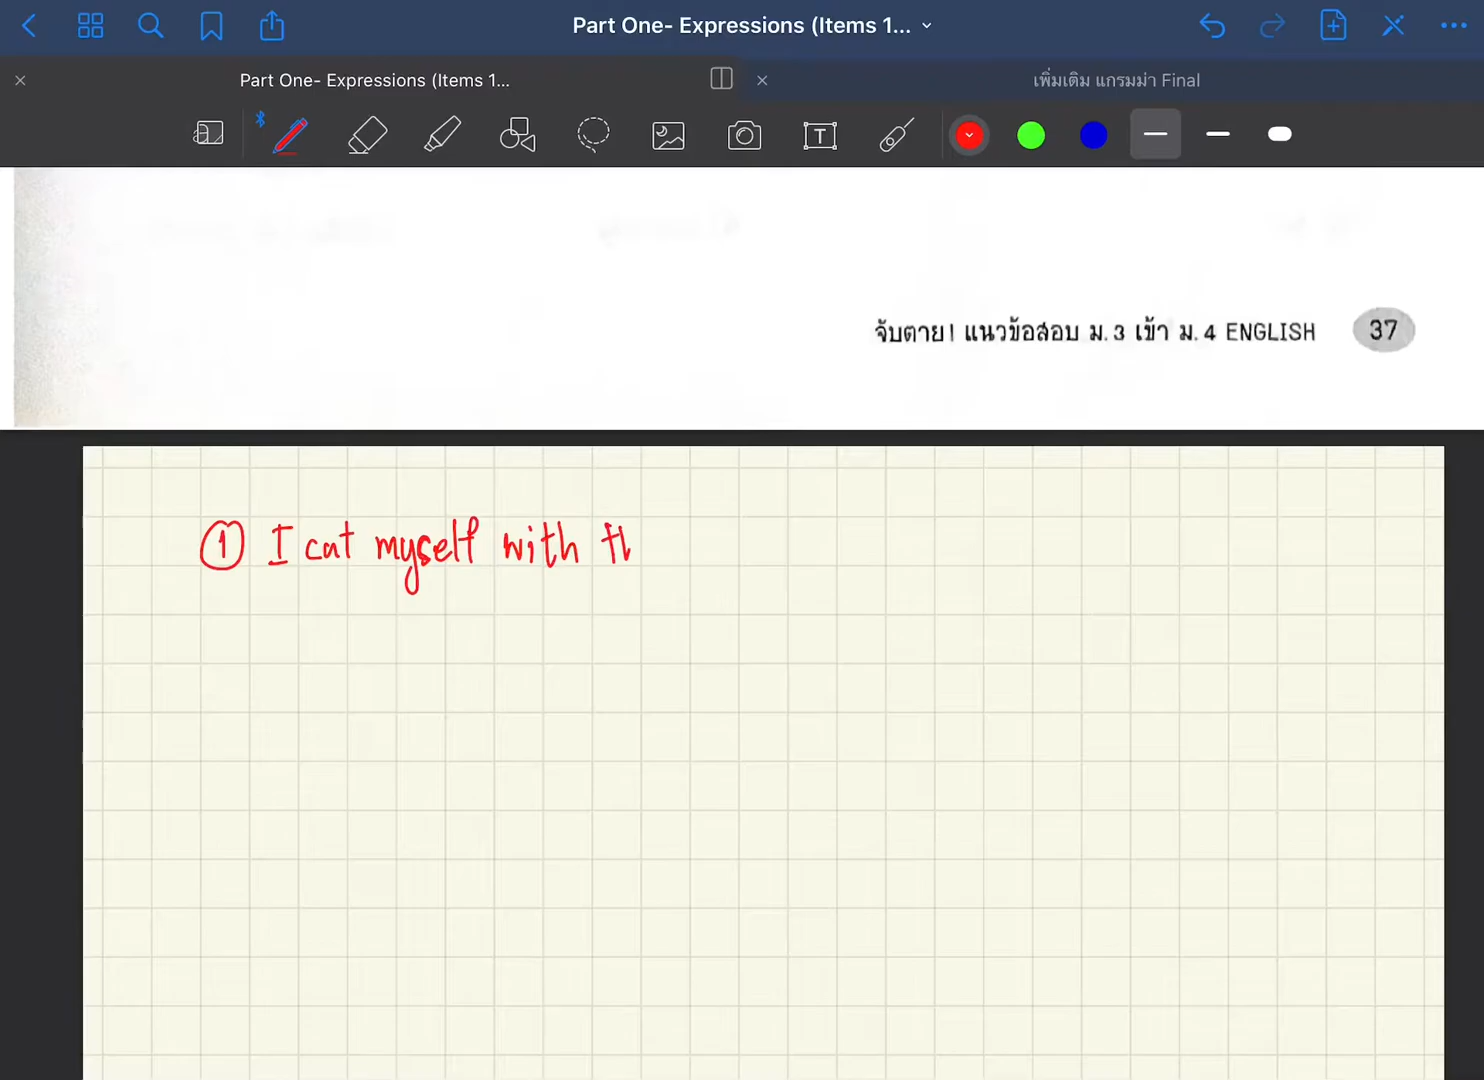 Part One- Expressions (Items 1...
Part One- Expressions (Items 1...
เพิ่มเติม แกรมม่า Final
T
จับตาย! แนวข้อสอบ ม.3 เข้า ม.4 ENGLISH 37
① I cut myself with th